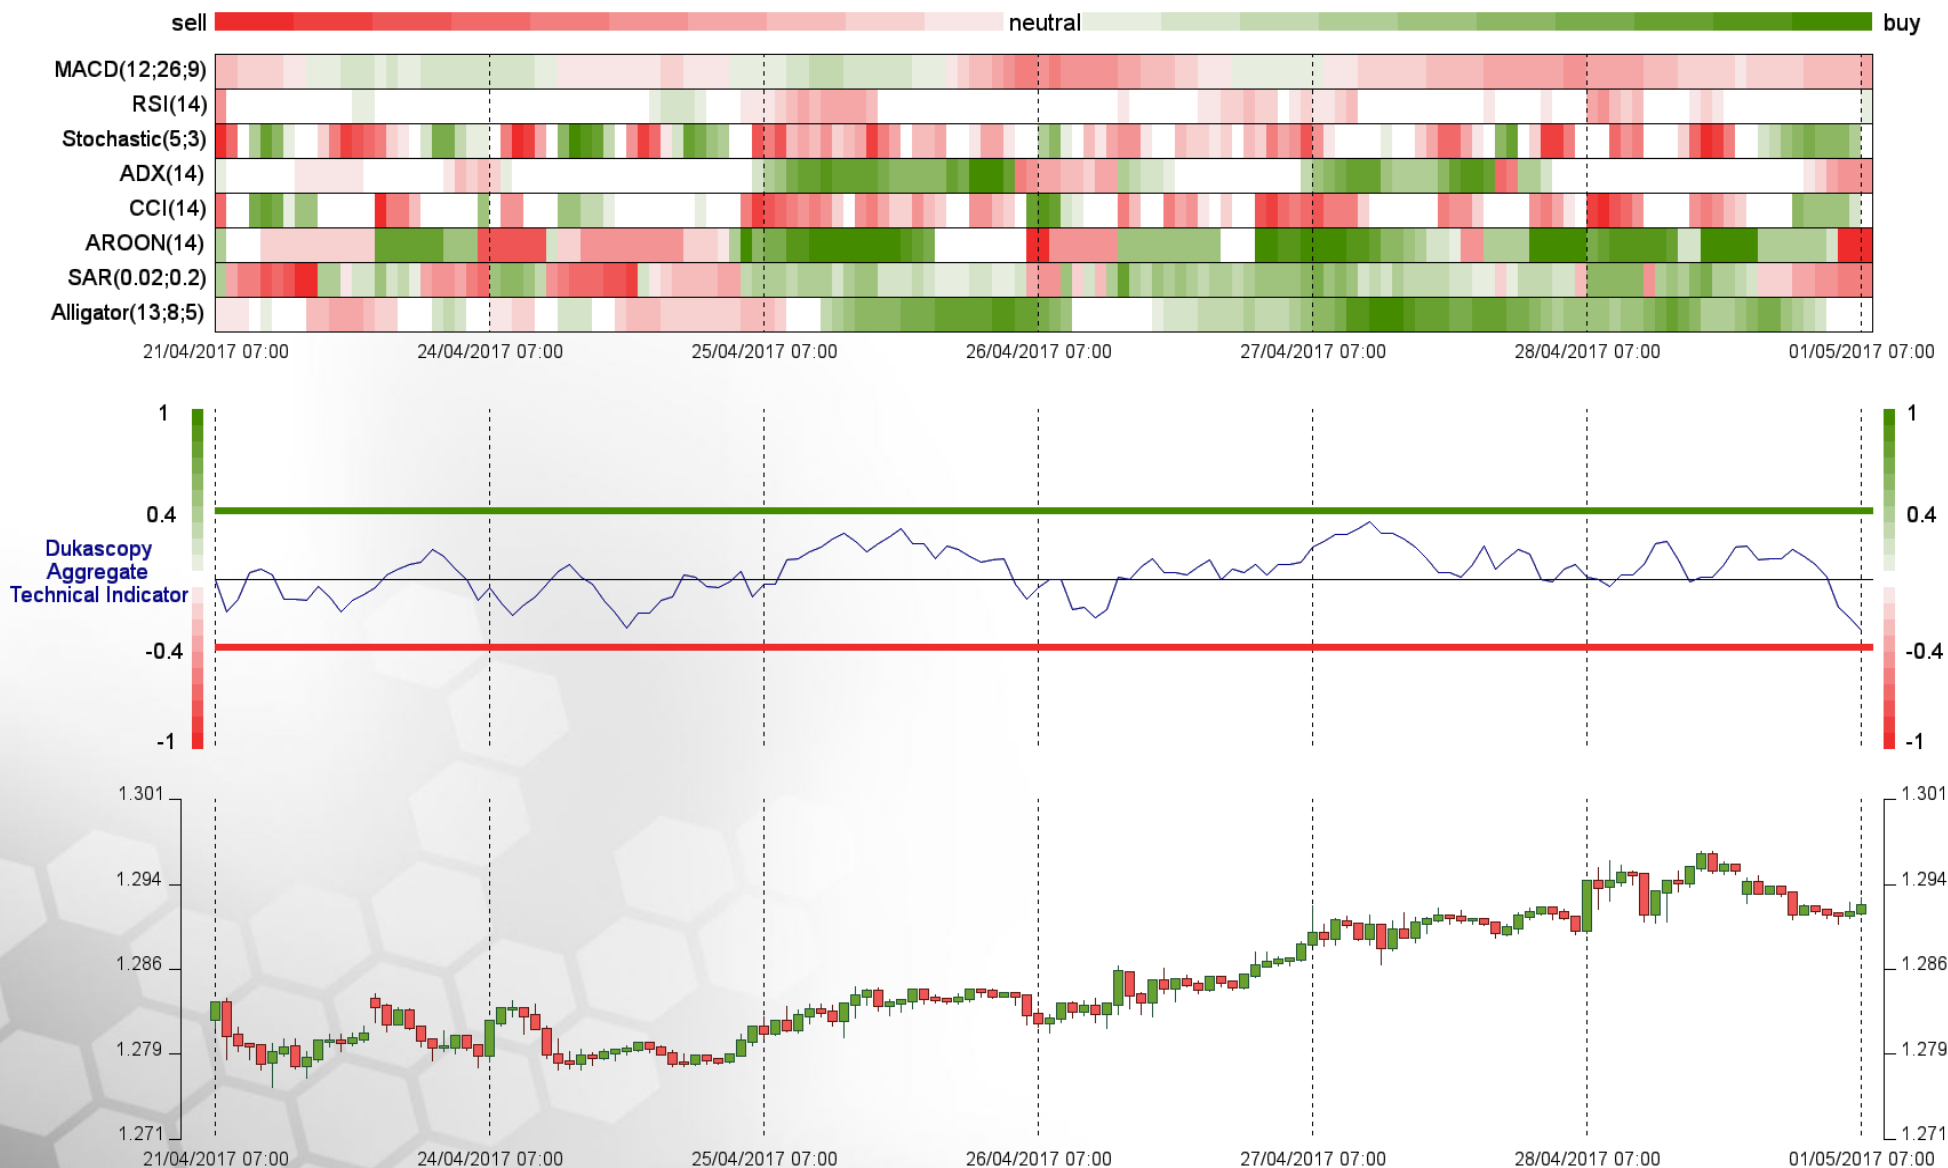 sell neutral buy
MACD(12;26;9)
RSI(14)
Stochastic(5;3)
ADX(14)
CCI(14)
AROON(14)
SAR(0.02;0.2)
Alligator(13;8;5)
21/04/2017 07:00 24/04/2017 07:00 25/04/2017 07:00 26/04/2017 07:00 27/04/2017 07:00 28/04/2017 07:00 01/05/2017 07:00
1 1
0.4 0.4
Dukascopy
Aggregate
Technical Indicator
-0.4 -0.4
-1 -1
1.301 1.301
1.294 1.294
1.286 1.286
1.279 1.279
1.271 1.271
21/04/2017 07:00 24/04/2017 07:00 25/04/2017 07:00 26/04/2017 07:00 27/04/2017 07:00 28/04/2017 07:00 01/05/2017 07:00